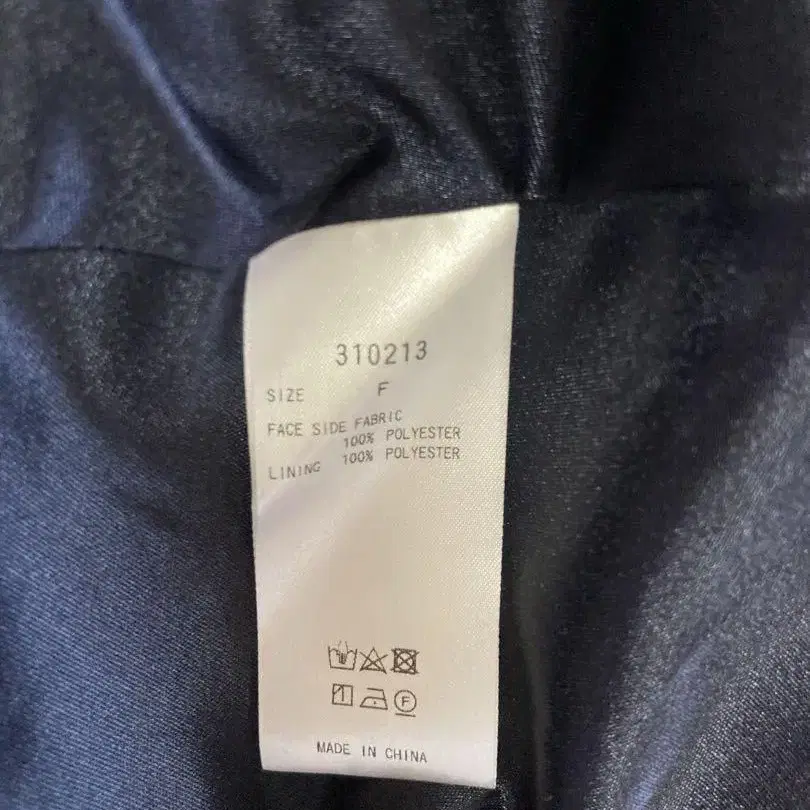 310213
SIZE F
FACE SIDE FABRIC
100% POLYESTER
LINING 100% POLYESTER
F
MADE IN CHINA